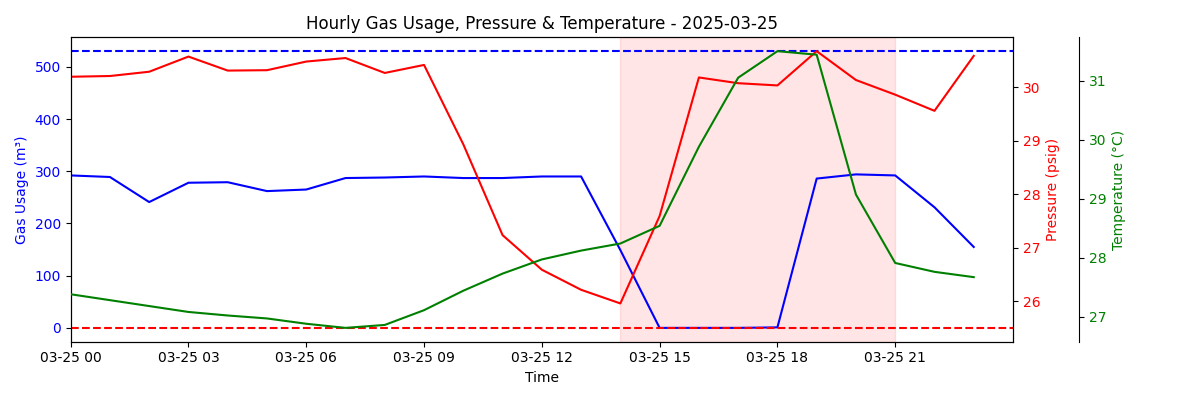 Hourly Gas Usage, Pressure & Temperature - 2025-03-25
500
400
300
200
100
0
Gas Usage (m³)
30
29
28
27
26
Pressure (psig)
31
30
29
28
27
Temperature (°C)
03-25 00 03-25 03 03-25 06 03-25 09 03-25 12 03-25 15 03-25 18 03-25 21
Time